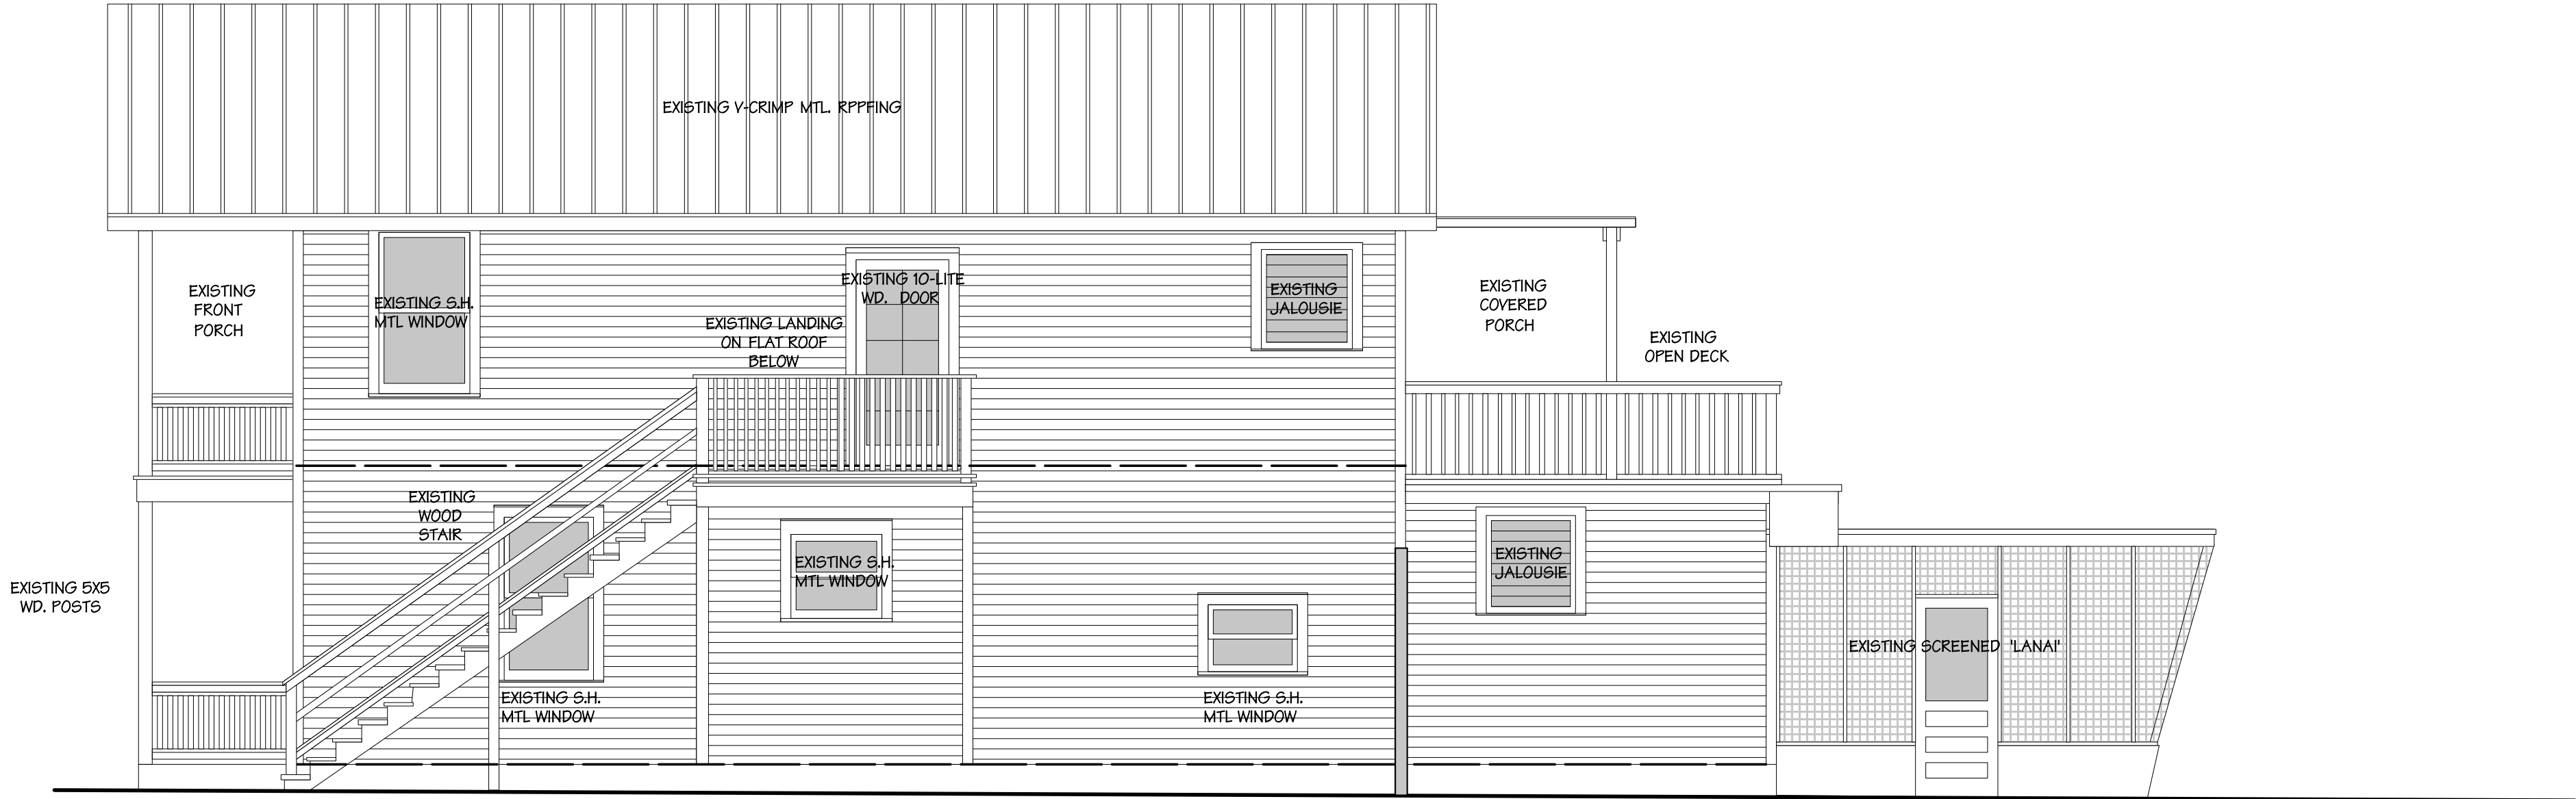 EXISTING V-CRIMP MTL. RPPFING
EXISTING
FRONT
PORCH
EXISTING S.H.
MTL WINDOW
EXISTING LANDING
ON FLAT ROOF
BELOW
EXISTING 10-LITE
WD. DOOR
EXISTING
JALOUSIE
EXISTING
COVERED
PORCH
EXISTING
OPEN DECK
EXISTING 5X5
WD. POSTS
EXISTING
WOOD
STAIR
EXISTING S.H.
MTL WINDOW
EXISTING S.H.
MTL WINDOW
EXISTING S.H.
MTL WINDOW
EXISTING
JALOUSIE
EXISTING SCREENED 'LANAI'